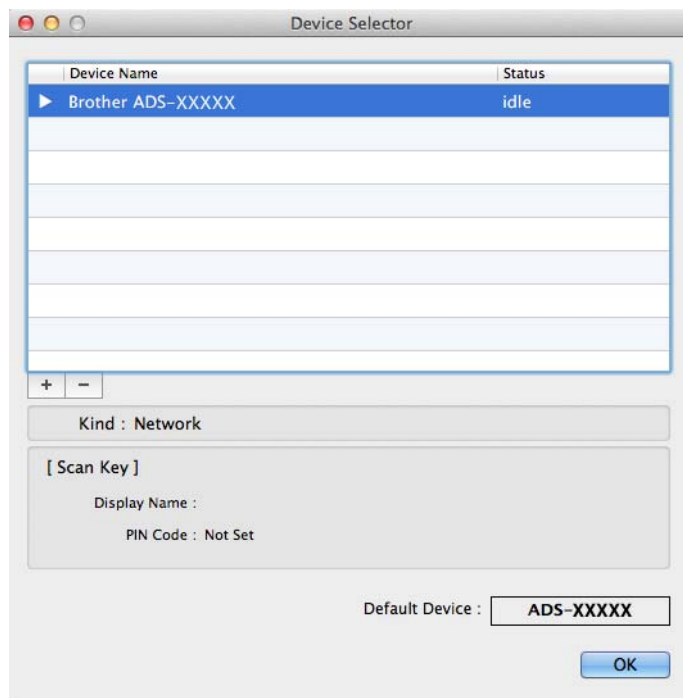 Device Selector
Device Name Status
Brother ADS-XXXXX idle
+ −
Kind : Network
[ Scan Key ]
Display Name :
PIN Code : Not Set
Default Device : ADS-XXXXX
OK